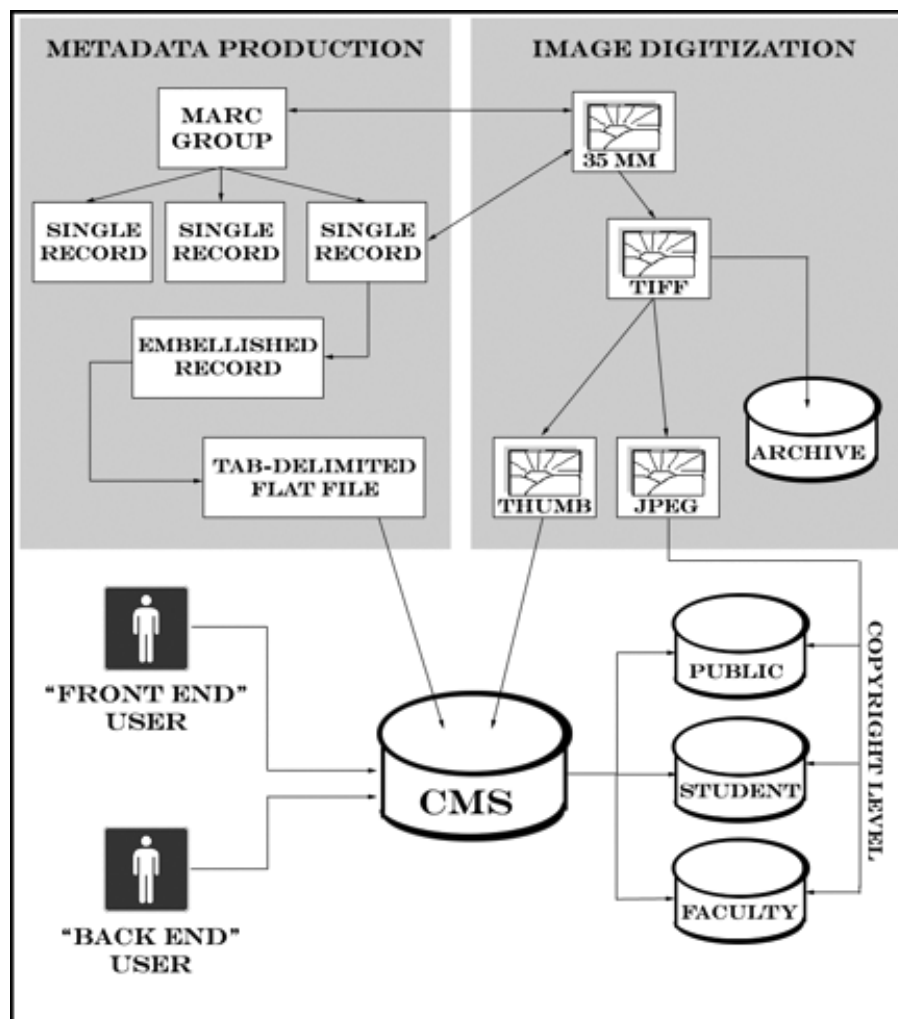 METADATA PRODUCTION
IMAGE DIGITIZATION
MARC
GROUP
35 MM
SINGLE
RECORD
SINGLE
RECORD
SINGLE
RECORD
TIFF
EMBELLISHED
RECORD
ARCHIVE
TAB-DELIMITED
FLAT FILE
THUMB
JPEG
"FRONT END"
USER
PUBLIC
COPYRIGHT LEVEL
CMS
STUDENT
FACULTY
"BACK END"
USER